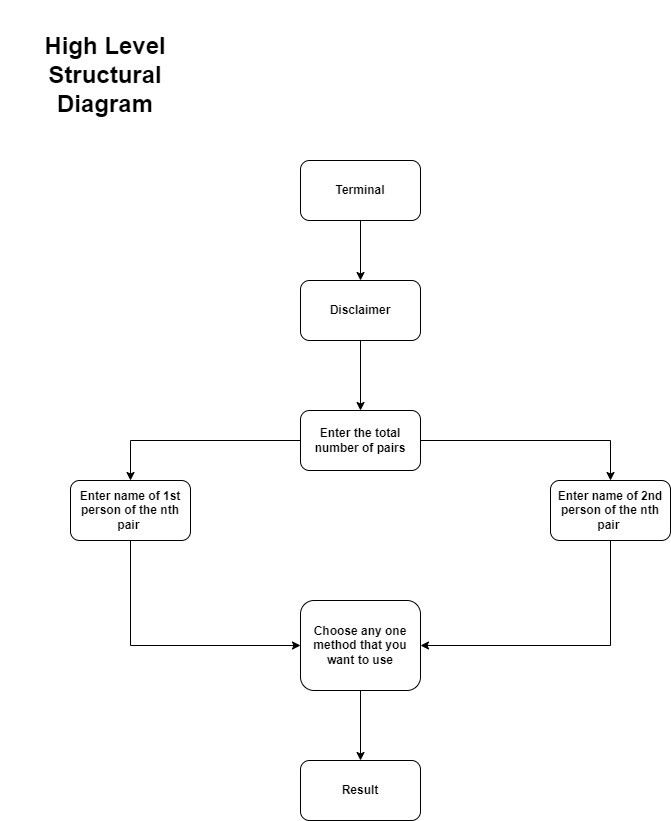 High Level
Structural
Diagram
Terminal
Disclaimer
Enter the total
number of pairs
Enter name of 1st
person of the nth
pair
Enter name of 2nd
person of the nth
pair
Choose any one
method that you
want to use
Result